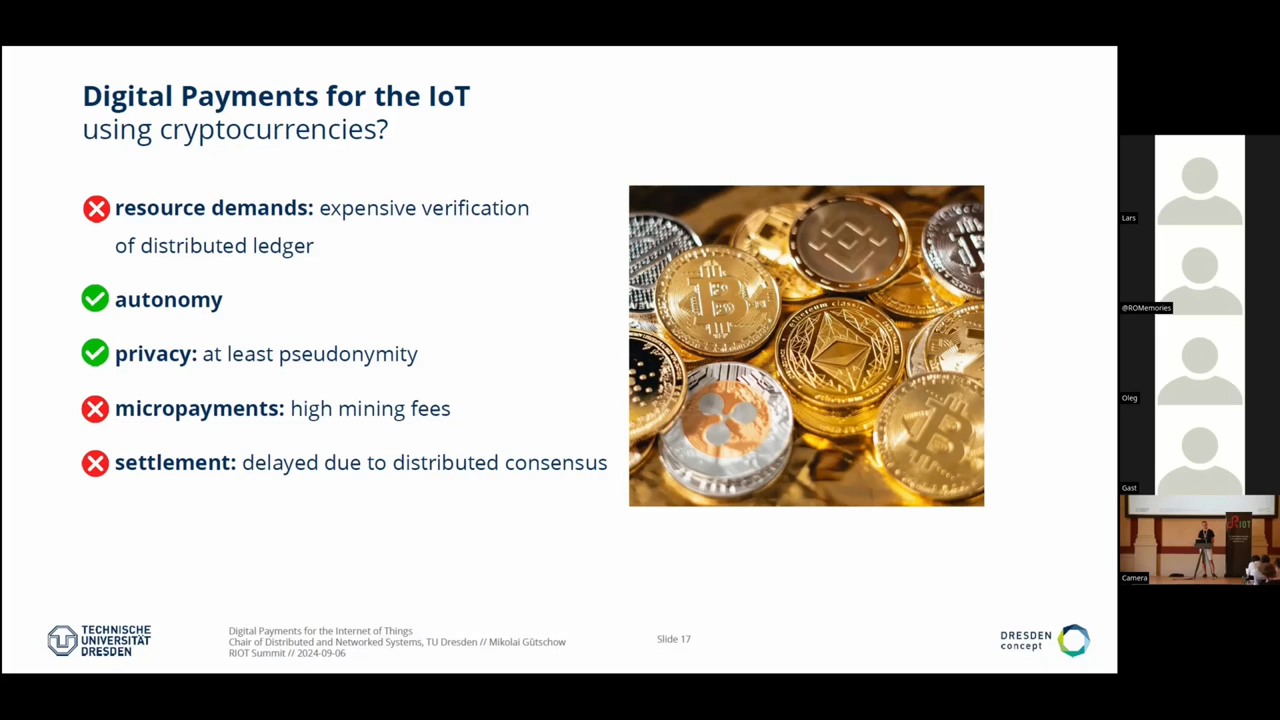 Digital Payments for the IoT
using cryptocurrencies?
resource demands: expensive verification
of distributed ledger
autonomy
privacy: at least pseudonymity
micropayments: high mining fees
settlement: delayed due to distributed consensus
ethereum classic
TECHNISCHE
UNIVERSITÄT
DRESDEN
Digital Payments for the Internet of Things
Chair of Distributed and Networked Systems, TU Dresden // Mikolai Gütschow
RIOT Summit // 2024-09-06
Slide 17
DRESDEN
concept
Lars
@ROMemories
Oleg
Gast
RIOT
Camera